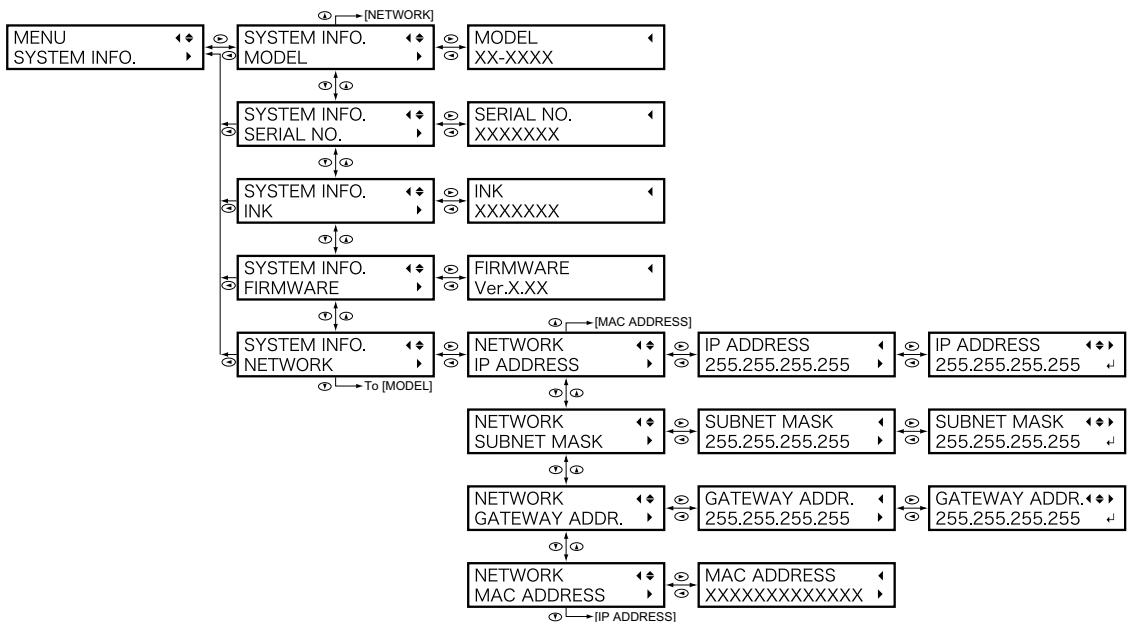 [NETWORK]
MENU
SYSTEM INFO.
SYSTEM INFO.
MODEL
MODEL
XX-XXXX
SYSTEM INFO.
SERIAL NO.
SERIAL NO.
XXXXXXX
SYSTEM INFO.
INK
INK
XXXXXXX
SYSTEM INFO.
FIRMWARE
FIRMWARE
Ver.X.XX
[MAC ADDRESS]
SYSTEM INFO.
NETWORK
To [MODEL]
NETWORK
IP ADDRESS
IP ADDRESS
255.255.255.255
IP ADDRESS
255.255.255.255
NETWORK
SUBNET MASK
SUBNET MASK
255.255.255.255
SUBNET MASK
255.255.255.255
NETWORK
GATEWAY ADDR.
GATEWAY ADDR.
255.255.255.255
GATEWAY ADDR.
255.255.255.255
NETWORK
MAC ADDRESS
MAC ADDRESS
XXXXXXXXXXXXX
[IP ADDRESS]